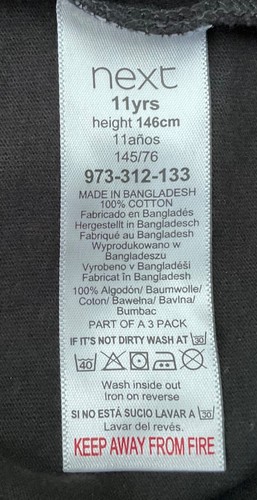 next
11yrs
height 146cm
11años
145/76
973-312-133
MADE IN BANGLADESH
100% COTTON
Fabricado en Bangladés
Hergestellt in Bangladesch
Fabriqué au Bangladesh
Wyprodukowano w
Bangladeszu
Vyrobeno v Bangladéši
Fabricat în Bangladesh
100% Algodón/ Baumwolle/
Coton/ Bawełna/ Bavlna/
Bumbac
PART OF A 3 PACK
IF IT'S NOT DIRTY WASH AT 30
40
Wash inside out
Iron on reverse
SI NO ESTÁ SUCIO LAVAR A 30
Lavar del revés.
KEEP AWAY FROM FIRE